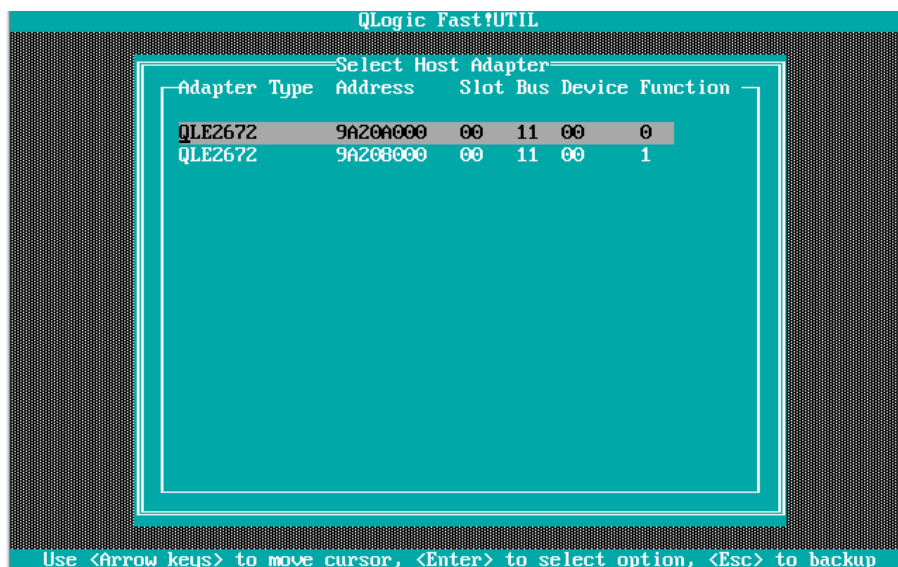 QLogic Fast!UTIL
Select Host Adapter
Adapter Type Address Slot Bus Device Function
QLE2672 9A20A000 00 11 00 0
QLE2672 9A208000 00 11 00 1
Use <Arrow keys> to move cursor, <Enter> to select option, <Esc> to backup